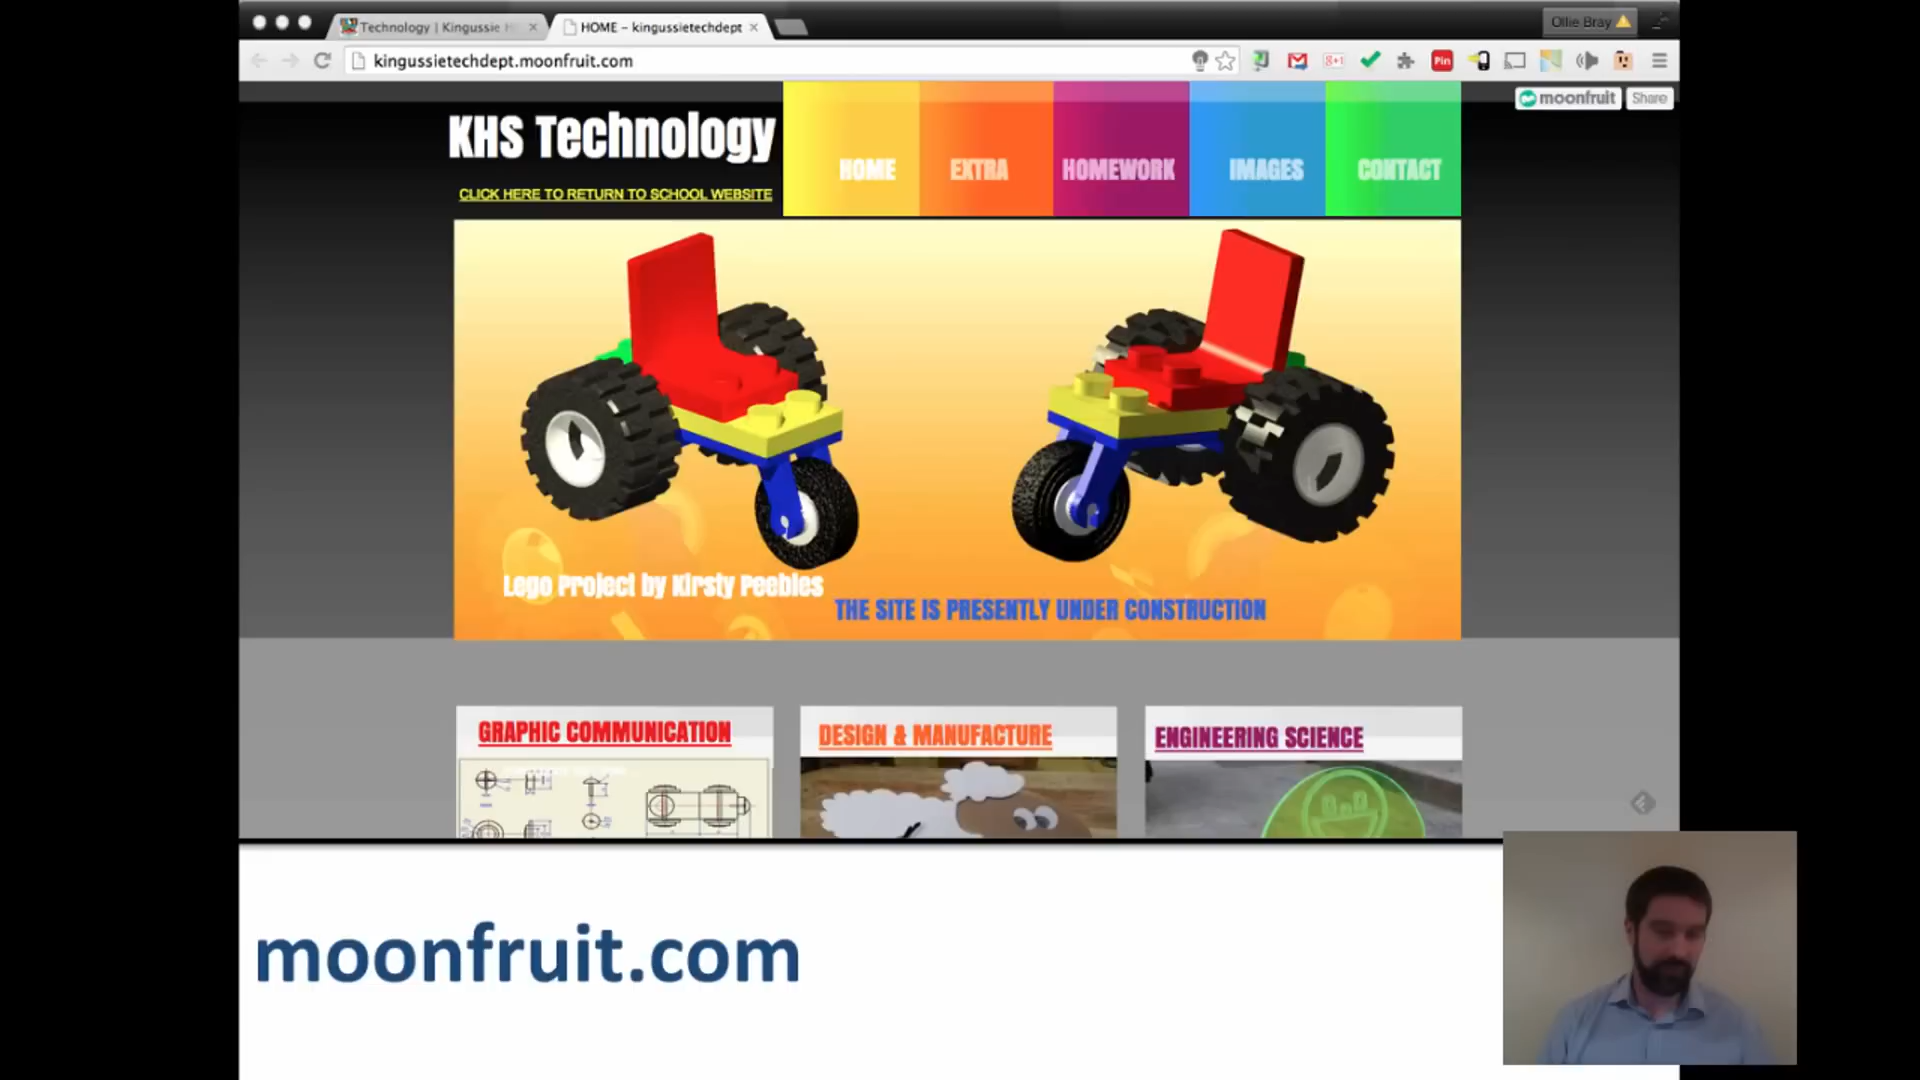 Technology | Kingussie H
HOME – kingussietechdept
Ollie Bray
kingussietechdept.moonfruit.com
g+1
Pin
KHS Technology
CLICK HERE TO RETURN TO SCHOOL WEBSITE
HOME
EXTRA
HOMEWORK
IMAGES
CONTACT
moonfruit
Share
Lego Project by Kirsty Peebles
THE SITE IS PRESENTLY UNDER CONSTRUCTION
GRAPHIC COMMUNICATION
DESIGN & MANUFACTURE
ENGINEERING SCIENCE
moonfruit.com